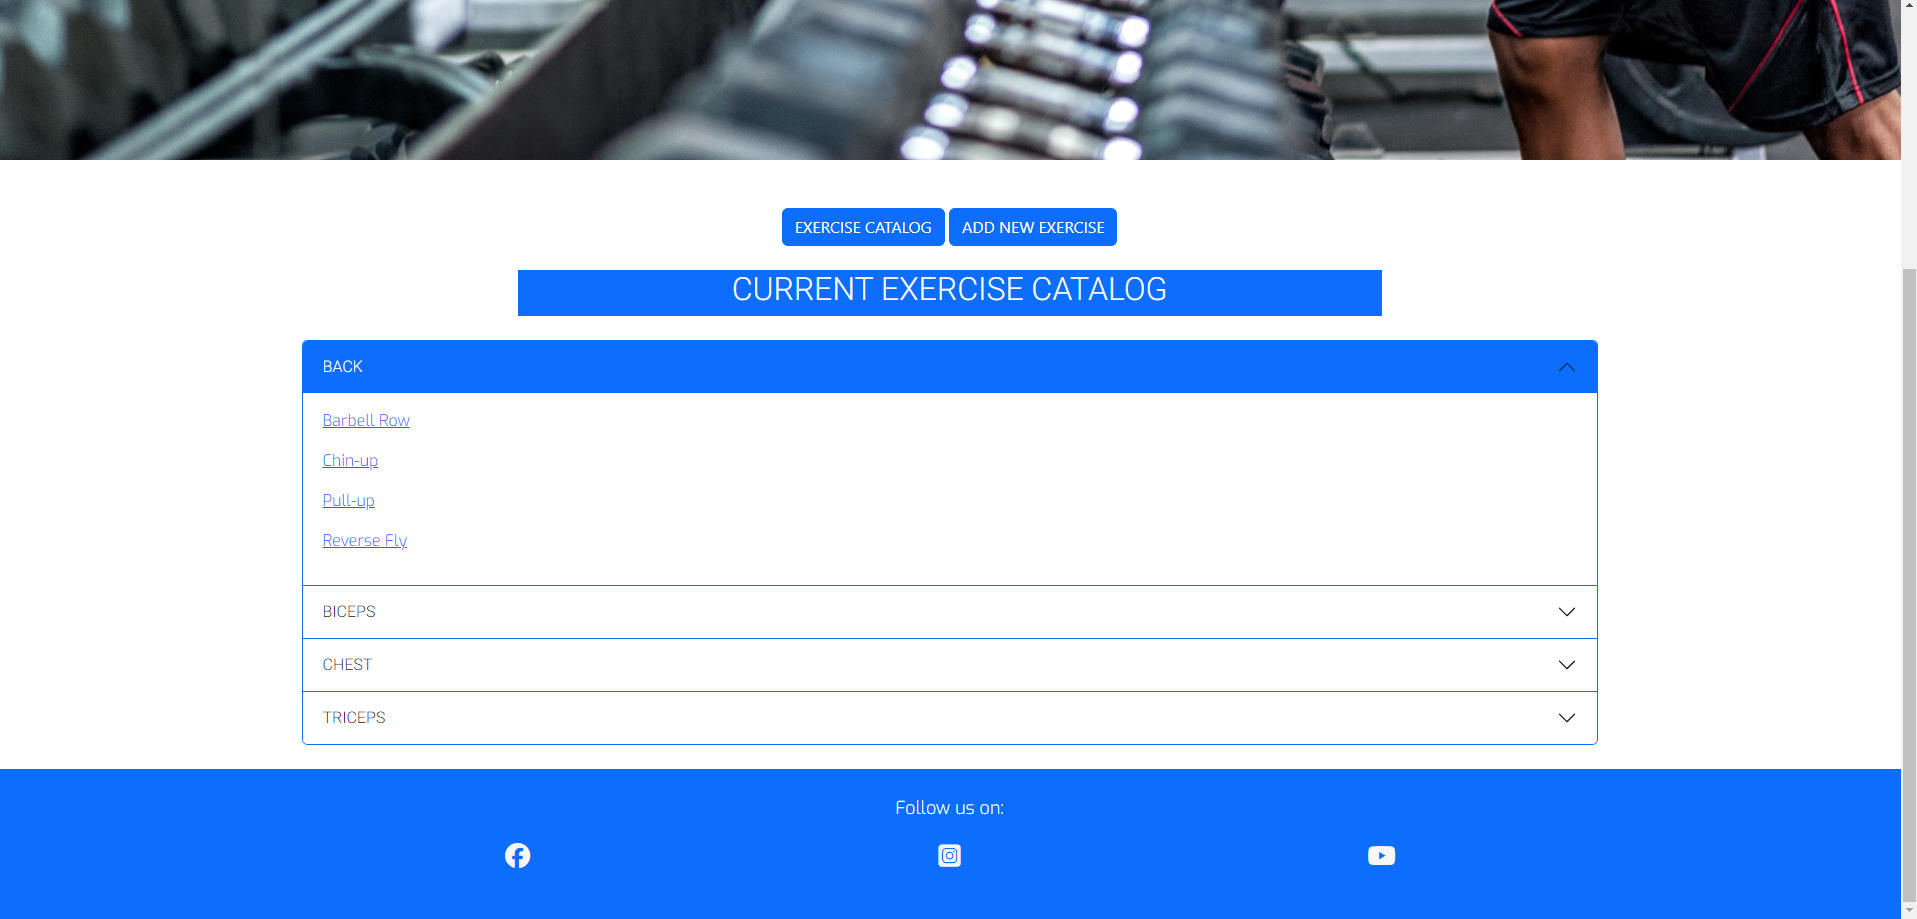 EXERCISE CATALOG ADD NEW EXERCISE
CURRENT EXERCISE CATALOG
BACK
Barbell Row
Chin-up
Pull-up
Reverse Fly
BICEPS
CHEST
TRICEPS
Follow us on: